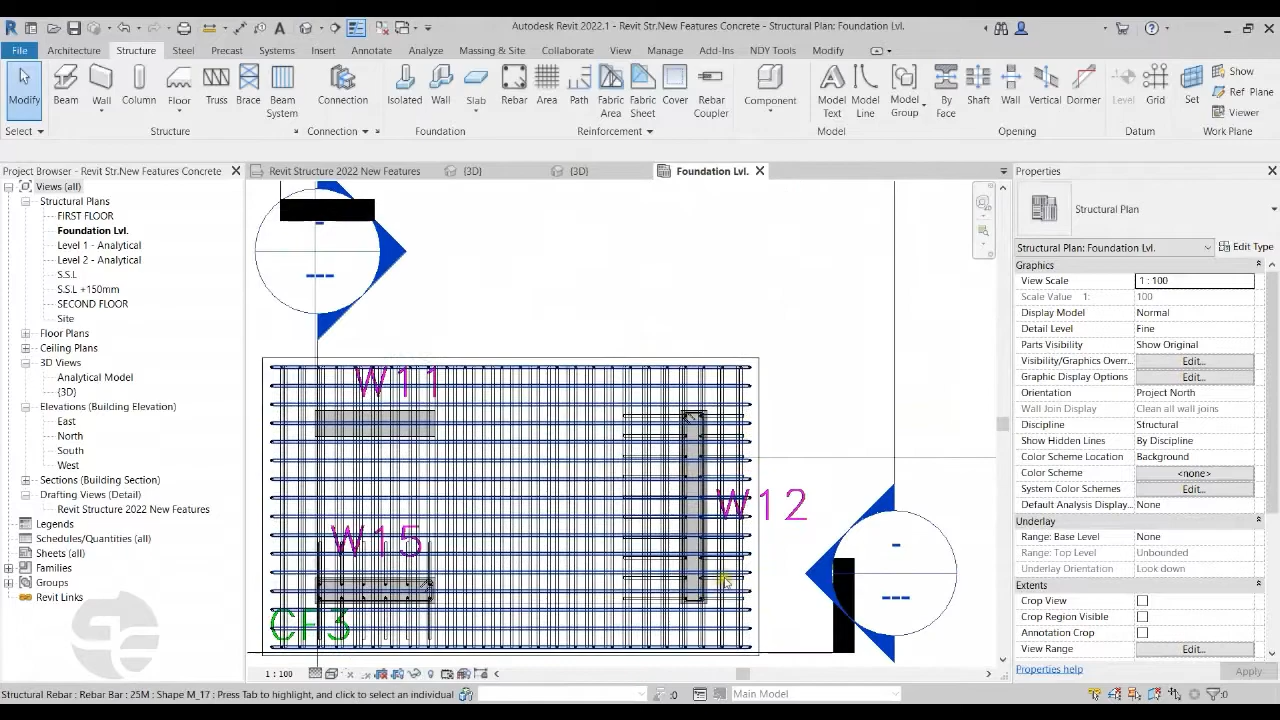 Autodesk Revit 2022.1 - Revit Str.New Features Concrete - Structural Plan: Foundation Lvl.
File Architecture Structure Steel Precast Systems Insert Annotate Analyze Massing & Site Collaborate View Manage Add-Ins NDY Tools Modify
Modify Beam Wall Column Floor Truss Brace Beam System Connection Isolated Wall Slab Rebar Area Path Fabric Area Fabric Sheet Cover Rebar Coupler Component Model Text Model Line Model Group By Face Shaft Wall Vertical Dormer Level Grid Set Show Ref Plane Viewer
Select Structure Connection Foundation Reinforcement Model Opening Datum Work Plane
Project Browser - Revit Str.New Features Concrete
Revit Structure 2022 New Features {3D} {3D} Foundation Lvl.
Properties
Views (all)
Structural Plans
FIRST FLOOR
Foundation Lvl.
Level 1 - Analytical
Level 2 - Analytical
S.S.L
S.S.L +150mm
SECOND FLOOR
Site
Floor Plans
Ceiling Plans
3D Views
Analytical Model
{3D}
Elevations (Building Elevation)
East
North
South
West
Sections (Building Section)
Drafting Views (Detail)
Revit Structure 2022 New Features
Legends
Schedules/Quantities (all)
Sheets (all)
Families
Groups
Revit Links
W11
W12
W15
CF3
Structural Plan
Structural Plan: Foundation Lvl. Edit Type
Graphics
View Scale 1 : 100
Scale Value 1: 100
Display Model Normal
Detail Level Fine
Parts Visibility Show Original
Visibility/Graphics Overr... Edit...
Graphic Display Options Edit...
Orientation Project North
Wall Join Display Clean all wall joins
Discipline Structural
Show Hidden Lines By Discipline
Color Scheme Location Background
Color Scheme <none>
System Color Schemes Edit...
Default Analysis Display... None
Underlay
Range: Base Level None
Range: Top Level Unbounded
Underlay Orientation Look down
Extents
Crop View
Crop Region Visible
Annotation Crop
View Range Edit...
Properties help Apply
1 : 100
Structural Rebar : Rebar Bar : 25M : Shape M_17 : Press Tab to highlight, and click to select an individual :0 Main Model :0